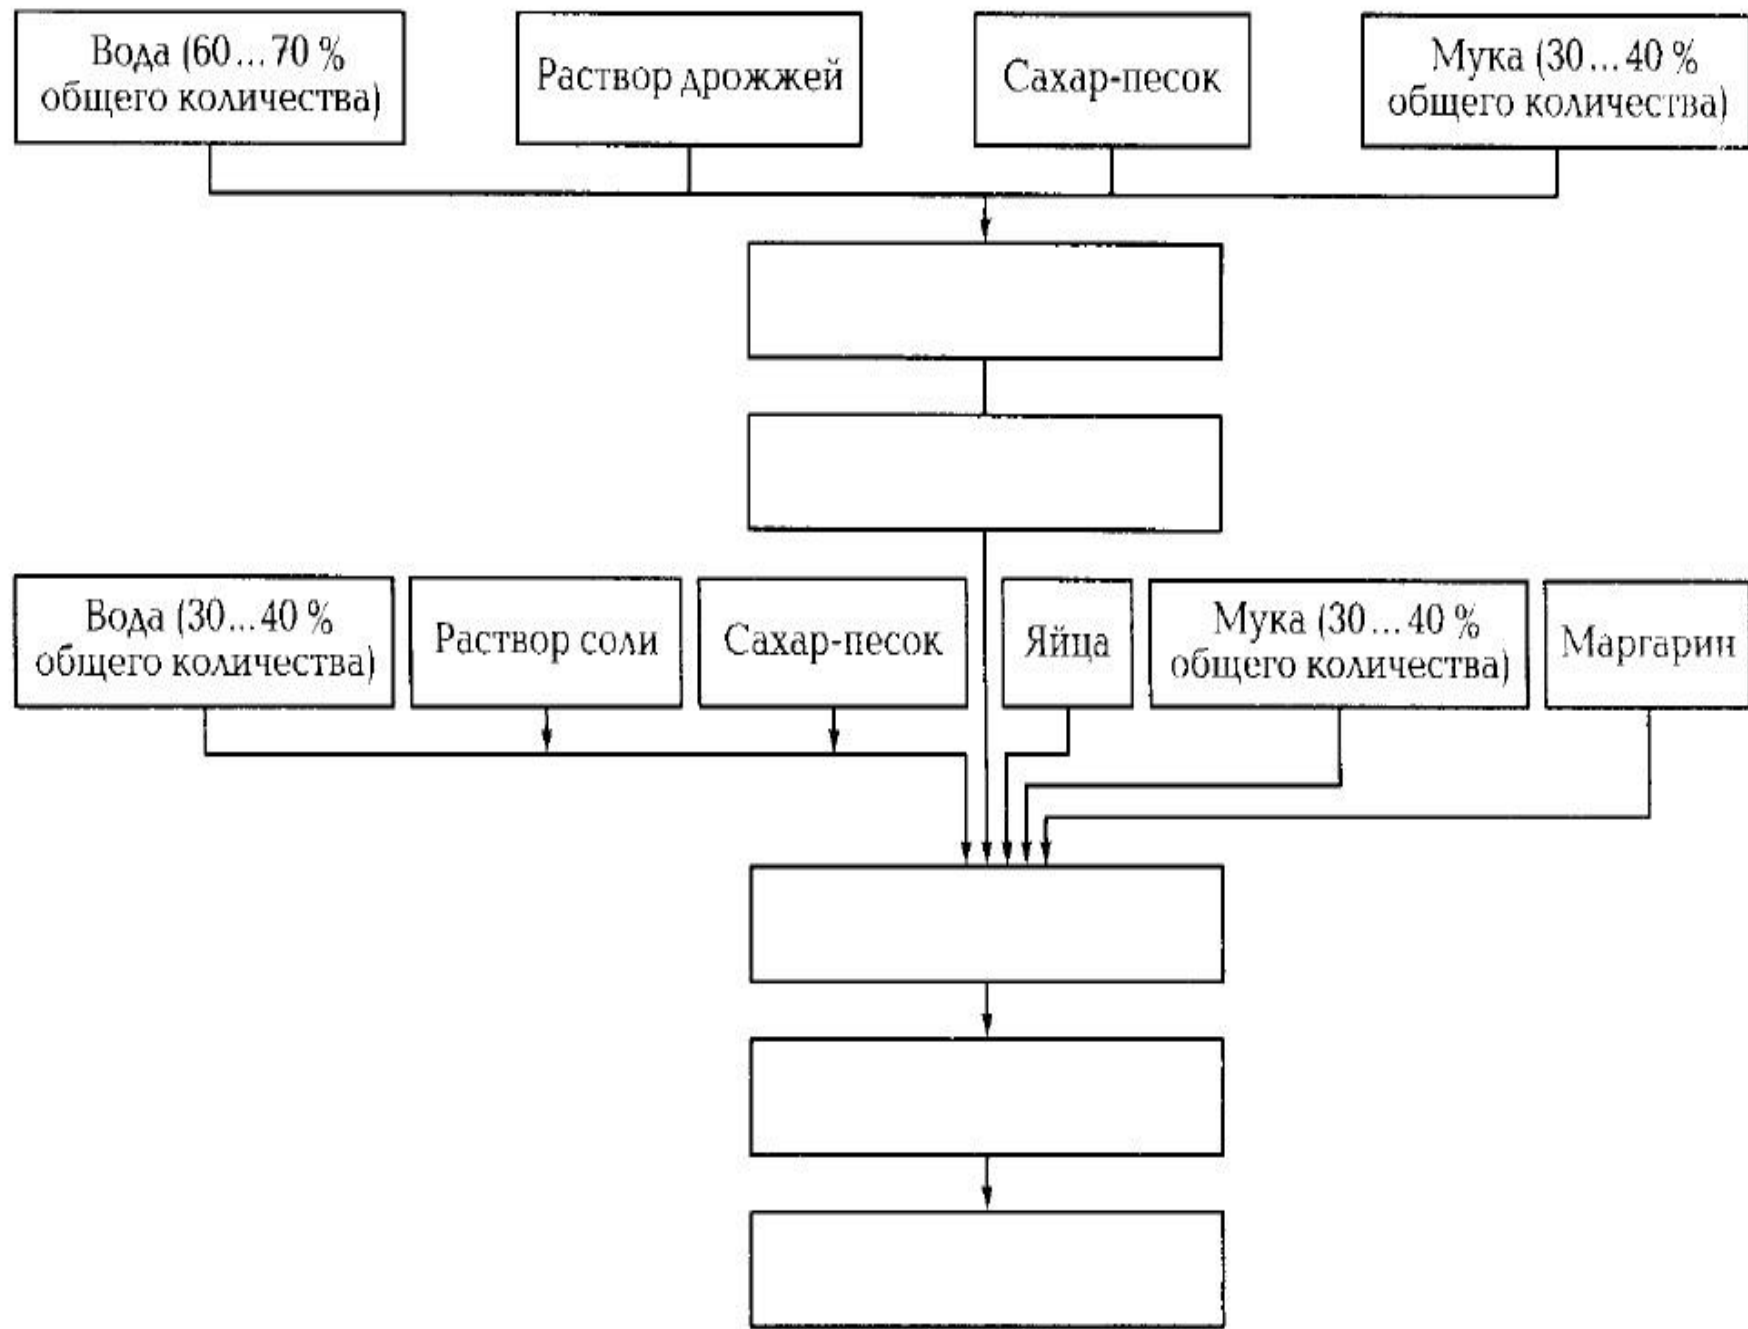 Вода (60...70 %
общего количества)
Раствор дрожжей
Сахар-песок
Мука (30...40 %
общего количества)
Вода (30...40 %
общего количества)
Раствор соли
Сахар-песок
Яйца
Мука (30...40 %
общего количества)
Маргарин